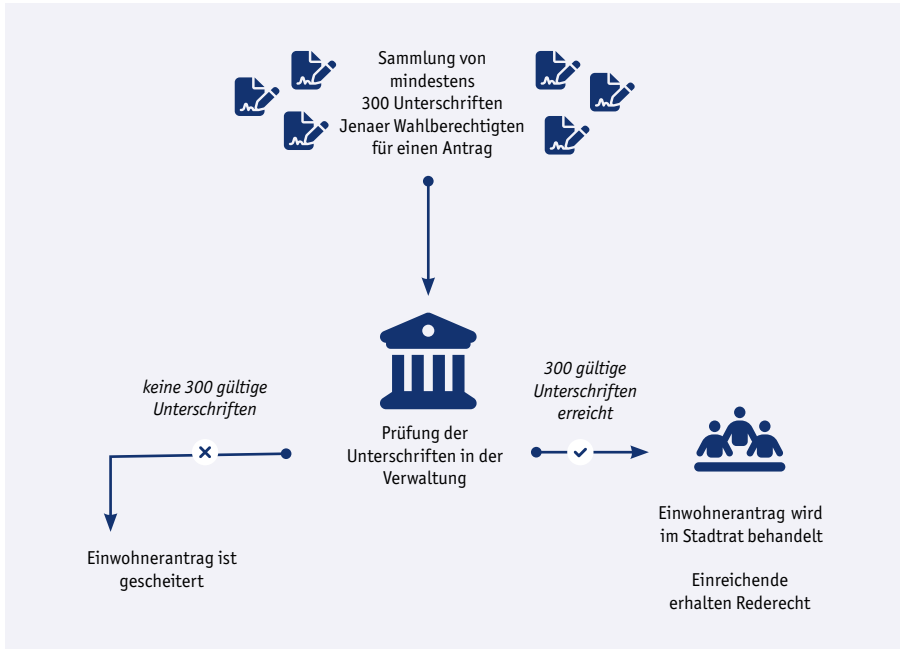 Sammlung von
mindestens
300 Unterschriften
Jenaer Wahlberechtigten
für einen Antrag
keine 300 gültige
Unterschriften
Prüfung der
Unterschriften in der
Verwaltung
300 gültige
Unterschriften
erreicht
Einwohnerantrag ist
gescheitert
Einwohnerantrag wird
im Stadtrat behandelt
Einreichende
erhalten Rederecht